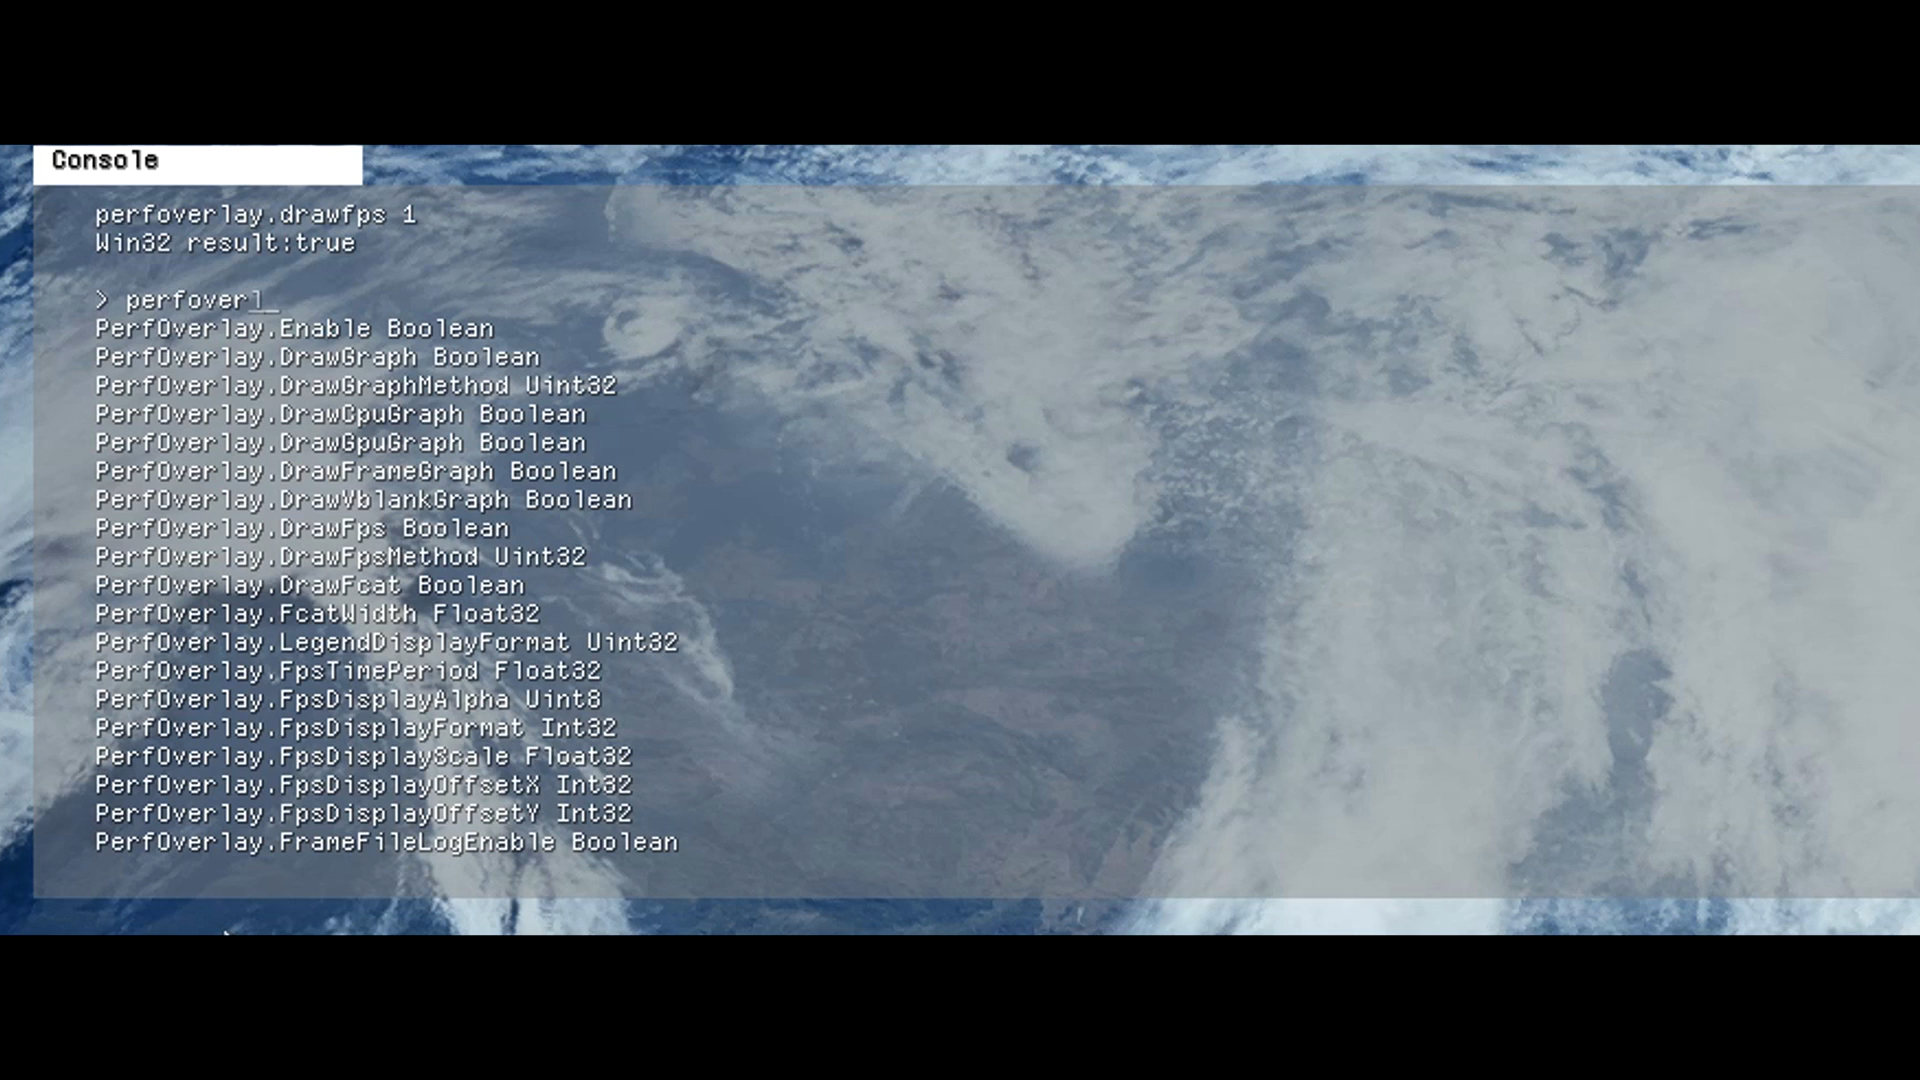 Console
perfoverlay.drawfps 1
Win32 result:true
> perfoverl_
PerfOverlay.Enable Boolean
PerfOverlay.DrawGraph Boolean
PerfOverlay.DrawGraphMethod Uint32
PerfOverlay.DrawCpuGraph Boolean
PerfOverlay.DrawGpuGraph Boolean
PerfOverlay.DrawFrameGraph Boolean
PerfOverlay.DrawVblankGraph Boolean
PerfOverlay.DrawFps Boolean
PerfOverlay.DrawFpsMethod Uint32
PerfOverlay.DrawFcat Boolean
PerfOverlay.FcatWidth Float32
PerfOverlay.LegendDisplayFormat Uint32
PerfOverlay.FpsTimePeriod Float32
PerfOverlay.FpsDisplayAlpha Uint8
PerfOverlay.FpsDisplayFormat Int32
PerfOverlay.FpsDisplayScale Float32
PerfOverlay.FpsDisplayOffsetX Int32
PerfOverlay.FpsDisplayOffsetY Int32
PerfOverlay.FrameFileLogEnable Boolean